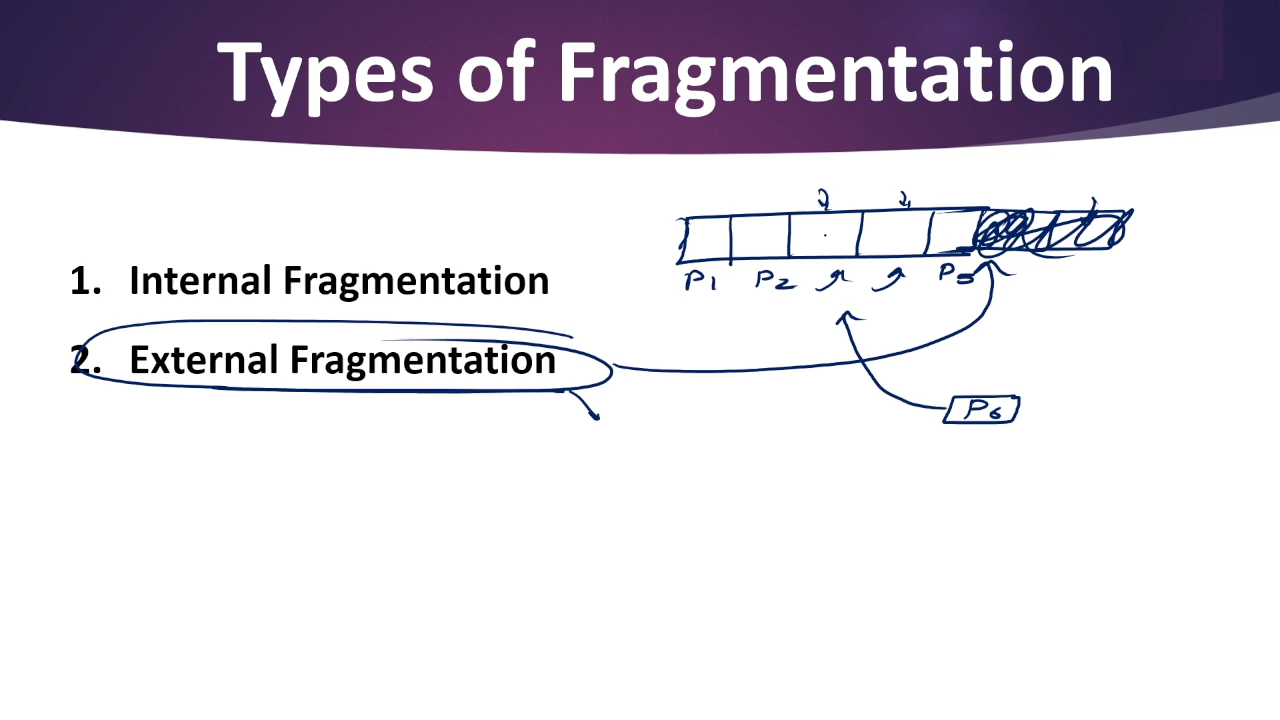 Types of Fragmentation
1. Internal Fragmentation
2. External Fragmentation
P1 P2 P5
P6